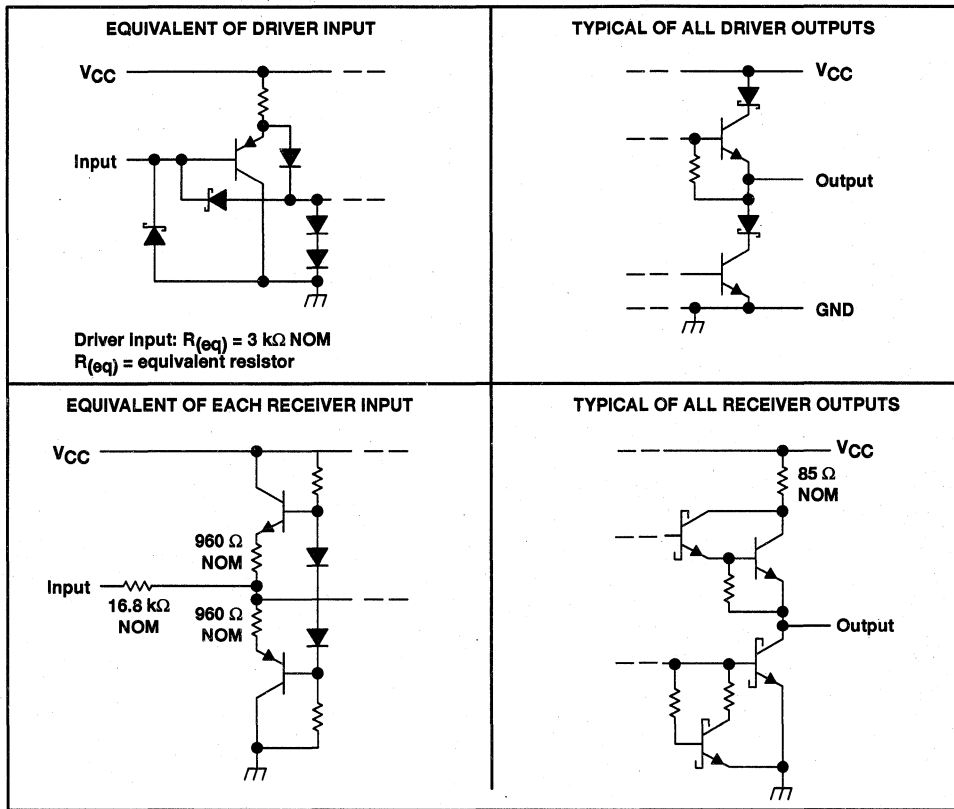 EQUIVALENT OF DRIVER INPUT
VCC
Input
Driver Input: R(eq) = 3 kΩ NOM
R(eq) = equivalent resistor
TYPICAL OF ALL DRIVER OUTPUTS
VCC
Output
GND
EQUIVALENT OF EACH RECEIVER INPUT
VCC
960 Ω
NOM
Input
16.8 kΩ
NOM
960 Ω
NOM
TYPICAL OF ALL RECEIVER OUTPUTS
VCC
85 Ω
NOM
Output